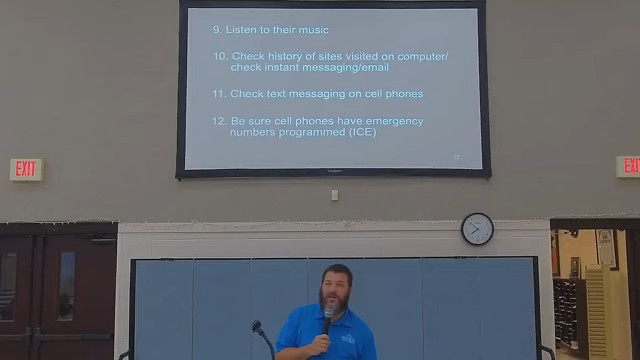 9. Listen to their music
10. Check history of sites visited on computer/
check instant messaging/email
11. Check text messaging on cell phones
12. Be sure cell phones have emergency
numbers programmed (ICE)
EXIT
EXIT